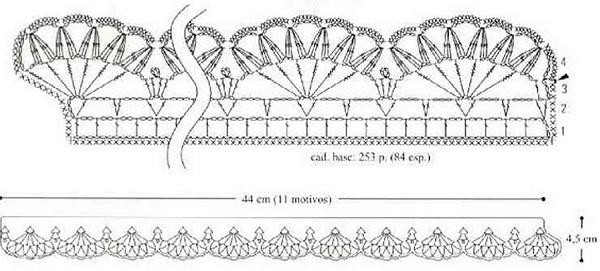 4
3
2
1
cad. base: 253 p. (84 esp.)
44 cm (11 motivos)
4,5 cm